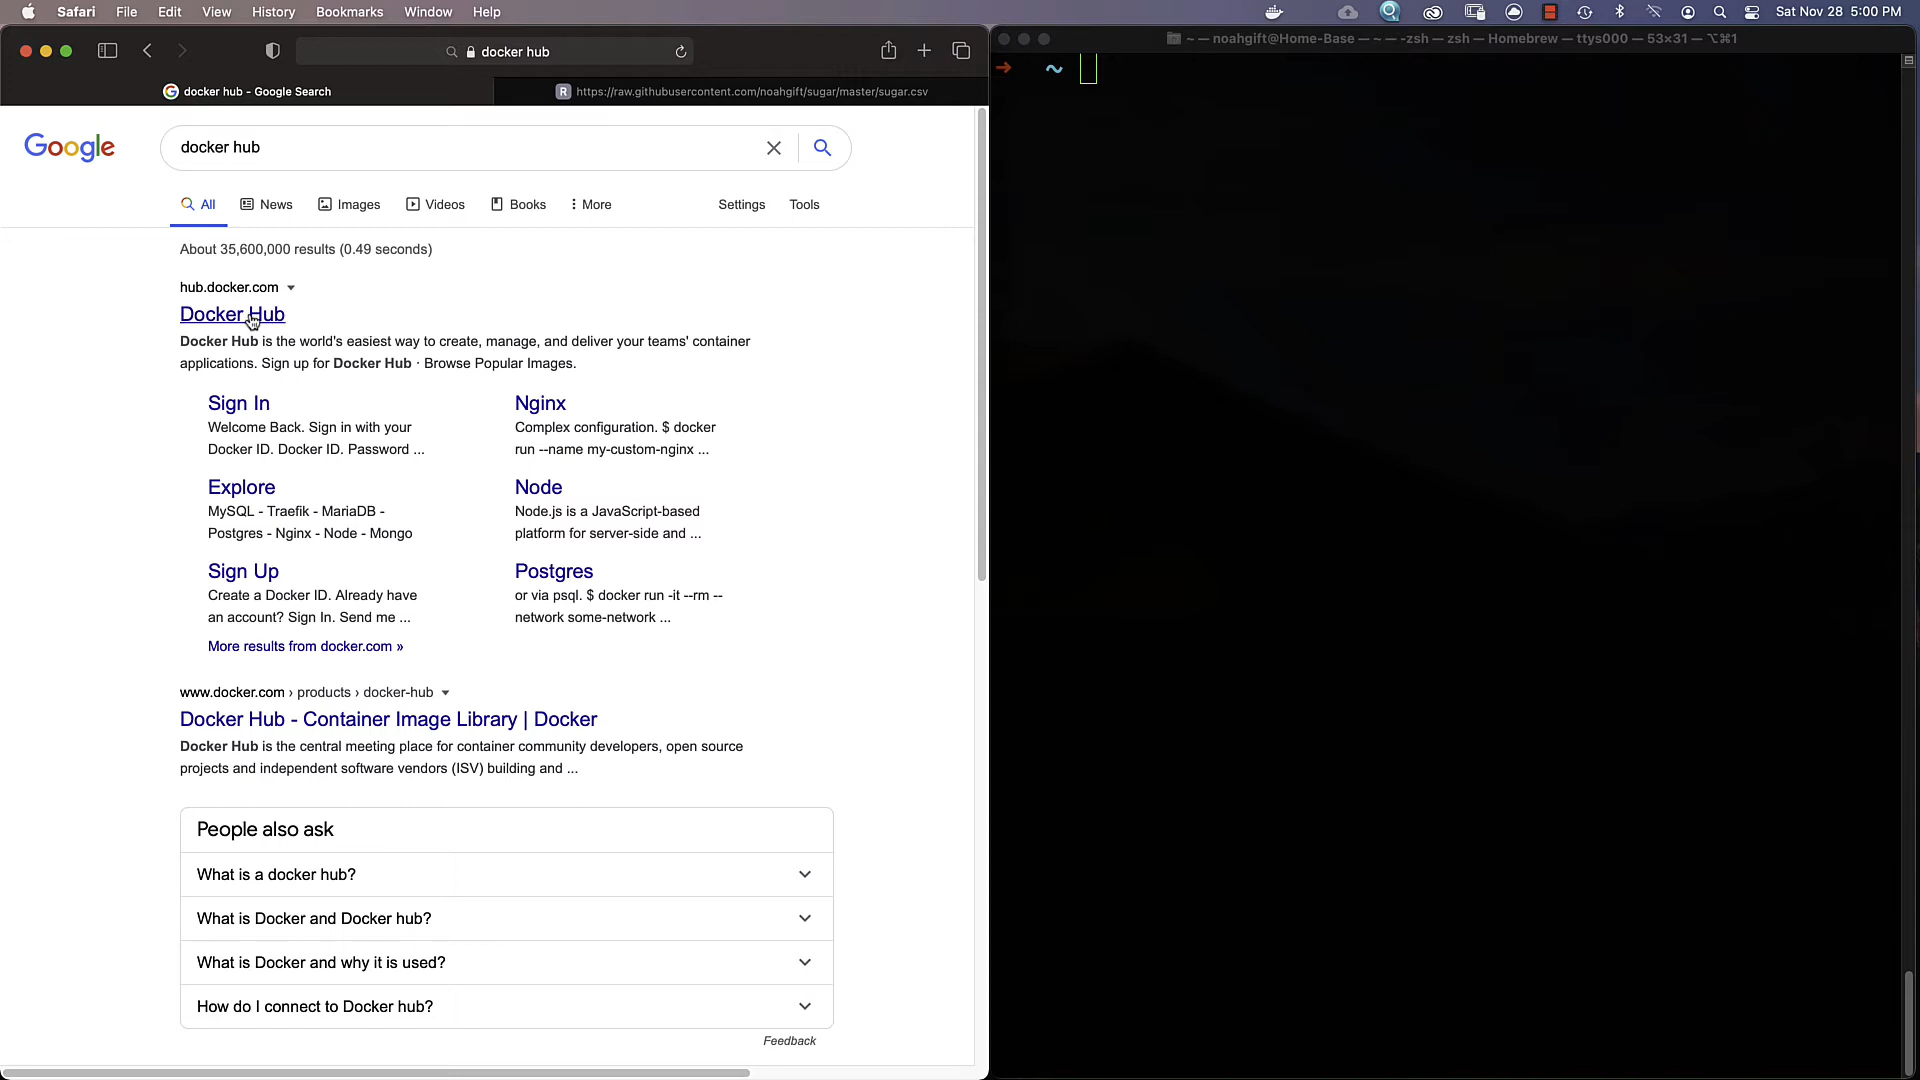 Safari File Edit View History Bookmarks Window Help
Sat Nov 28 5:00 PM
docker hub
docker hub - Google Search
R https://raw.githubusercontent.com/noahgift/sugar/master/sugar.csv
~ — noahgift@Home-Base — ~ — -zsh — zsh — Homebrew — ttys000 — 53×31 — ⌥⌘1
➜ ~
Google
docker hub
All News Images Videos Books More Settings Tools
About 35,600,000 results (0.49 seconds)
hub.docker.com
Docker Hub
Docker Hub is the world's easiest way to create, manage, and deliver your teams' container
applications. Sign up for Docker Hub · Browse Popular Images.
Sign In
Welcome Back. Sign in with your
Docker ID. Docker ID. Password ...
Nginx
Complex configuration. $ docker
run --name my-custom-nginx ...
Explore
MySQL - Traefik - MariaDB -
Postgres - Nginx - Node - Mongo
Node
Node.js is a JavaScript-based
platform for server-side and ...
Sign Up
Create a Docker ID. Already have
an account? Sign In. Send me ...
Postgres
or via psql. $ docker run -it --rm --
network some-network ...
More results from docker.com »
www.docker.com › products › docker-hub
Docker Hub - Container Image Library | Docker
Docker Hub is the central meeting place for container community developers, open source
projects and independent software vendors (ISV) building and ...
People also ask
What is a docker hub?
What is Docker and Docker hub?
What is Docker and why it is used?
How do I connect to Docker hub?
Feedback